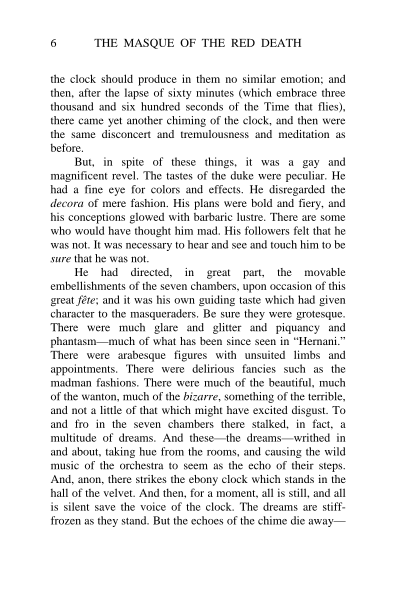 6 THE MASQUE OF THE RED DEATH
the clock should produce in them no similar emotion; and
then, after the lapse of sixty minutes (which embrace three
thousand and six hundred seconds of the Time that flies),
there came yet another chiming of the clock, and then were
the same disconcert and tremulousness and meditation as
before.
But, in spite of these things, it was a gay and
magnificent revel. The tastes of the duke were peculiar. He
had a fine eye for colors and effects. He disregarded the
decora of mere fashion. His plans were bold and fiery, and
his conceptions glowed with barbaric lustre. There are some
who would have thought him mad. His followers felt that he
was not. It was necessary to hear and see and touch him to be
sure that he was not.
He had directed, in great part, the movable
embellishments of the seven chambers, upon occasion of this
great fête; and it was his own guiding taste which had given
character to the masqueraders. Be sure they were grotesque.
There were much glare and glitter and piquancy and
phantasm—much of what has been since seen in “Hernani.”
There were arabesque figures with unsuited limbs and
appointments. There were delirious fancies such as the
madman fashions. There were much of the beautiful, much
of the wanton, much of the bizarre, something of the terrible,
and not a little of that which might have excited disgust. To
and fro in the seven chambers there stalked, in fact, a
multitude of dreams. And these—the dreams—writhed in
and about, taking hue from the rooms, and causing the wild
music of the orchestra to seem as the echo of their steps.
And, anon, there strikes the ebony clock which stands in the
hall of the velvet. And then, for a moment, all is still, and all
is silent save the voice of the clock. The dreams are stiff-
frozen as they stand. But the echoes of the chime die away—